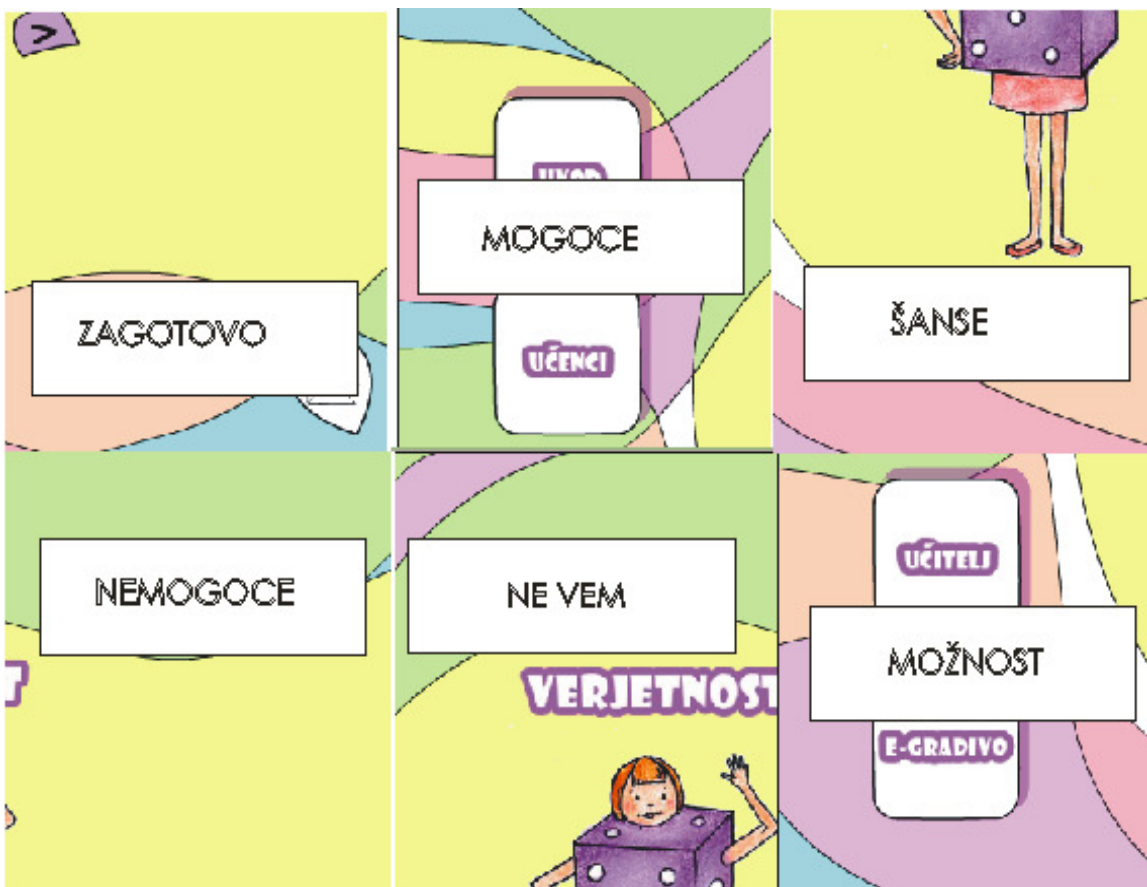 ZAGOTOVO
MOGOCE
UČENCI
ŠANSE
NEMOGOCE
NE VEM
VERJETNOST
UČITELJ
MOŽNOST
E-GRADIVO